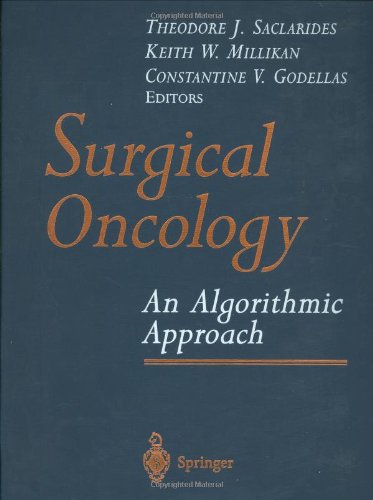 THEODORE J. SACLARIDES
KEITH W. MILLIKAN
CONSTANTINE V. GODELLAS
EDITORS
Surgical
Oncology
An Algorithmic
Approach
Springer